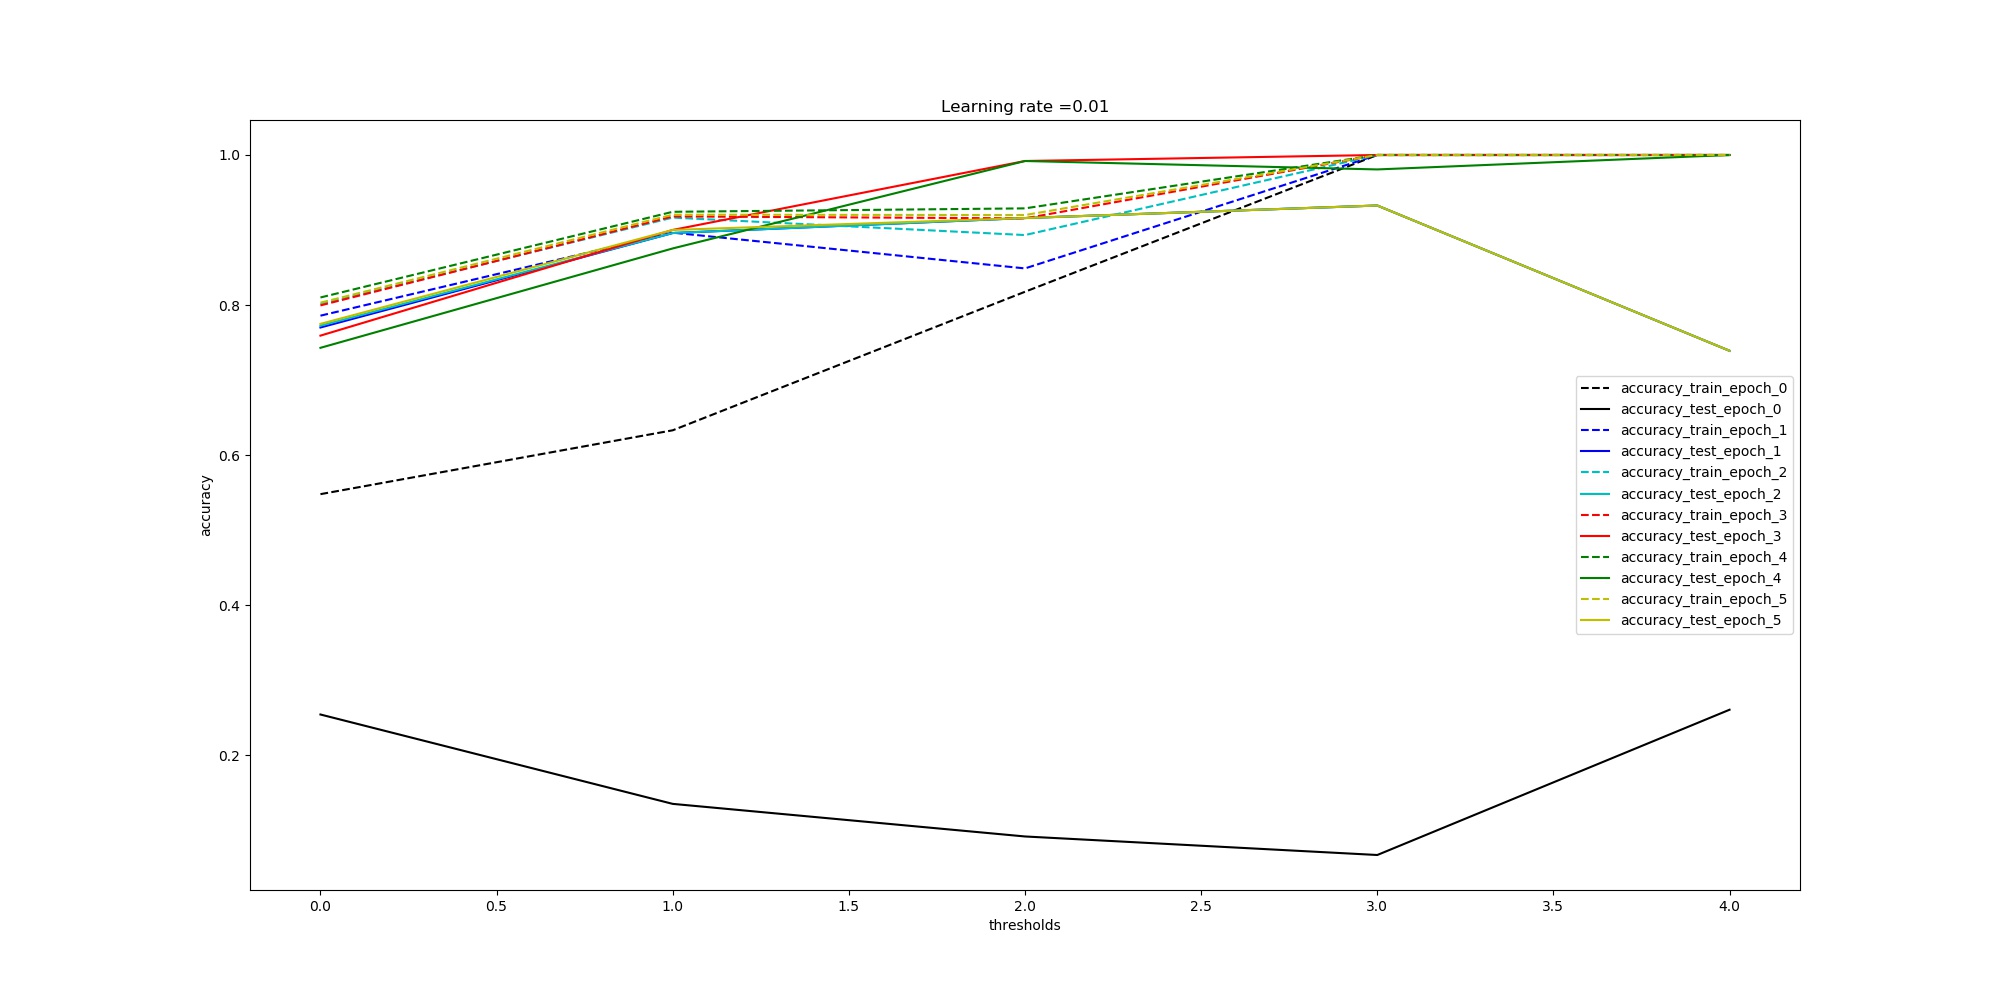 Learning rate =0.01
1.0
0.8
0.6
0.4
0.2
accuracy
accuracy_train_epoch_0
accuracy_test_epoch_0
accuracy_train_epoch_1
accuracy_test_epoch_1
accuracy_train_epoch_2
accuracy_test_epoch_2
accuracy_train_epoch_3
accuracy_test_epoch_3
accuracy_train_epoch_4
accuracy_test_epoch_4
accuracy_train_epoch_5
accuracy_test_epoch_5
0.0 0.5 1.0 1.5 2.0 2.5 3.0 3.5 4.0
thresholds